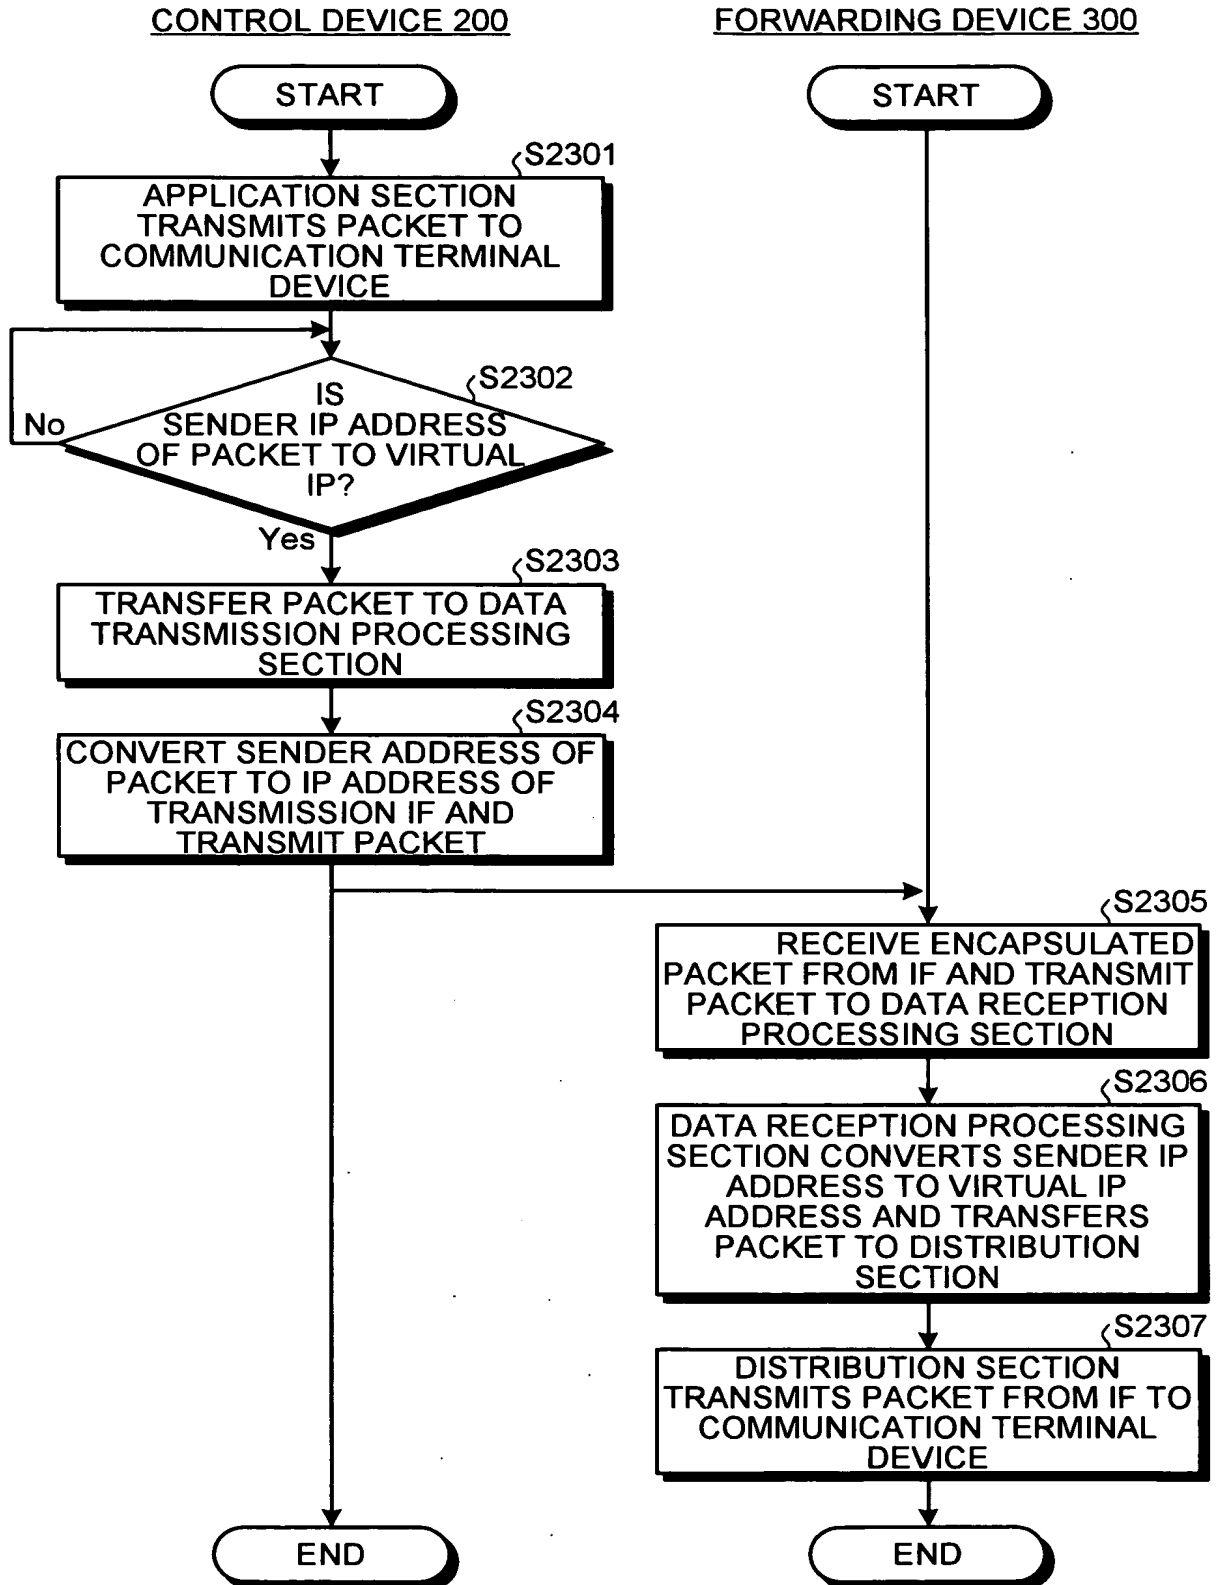 CONTROL DEVICE 200
START
S2301
APPLICATION SECTION
TRANSMITS PACKET TO
COMMUNICATION TERMINAL
DEVICE
S2302
IS
SENDER IP ADDRESS
OF PACKET TO VIRTUAL
IP?
No
Yes
S2303
TRANSFER PACKET TO DATA
TRANSMISSION PROCESSING
SECTION
S2304
CONVERT SENDER ADDRESS OF
PACKET TO IP ADDRESS OF
TRANSMISSION IF AND
TRANSMIT PACKET
END
FORWARDING DEVICE 300
START
S2305
RECEIVE ENCAPSULATED
PACKET FROM IF AND TRANSMIT
PACKET TO DATA RECEPTION
PROCESSING SECTION
S2306
DATA RECEPTION PROCESSING
SECTION CONVERTS SENDER IP
ADDRESS TO VIRTUAL IP
ADDRESS AND TRANSFERS
PACKET TO DISTRIBUTION
SECTION
S2307
DISTRIBUTION SECTION
TRANSMITS PACKET FROM IF TO
COMMUNICATION TERMINAL
DEVICE
END